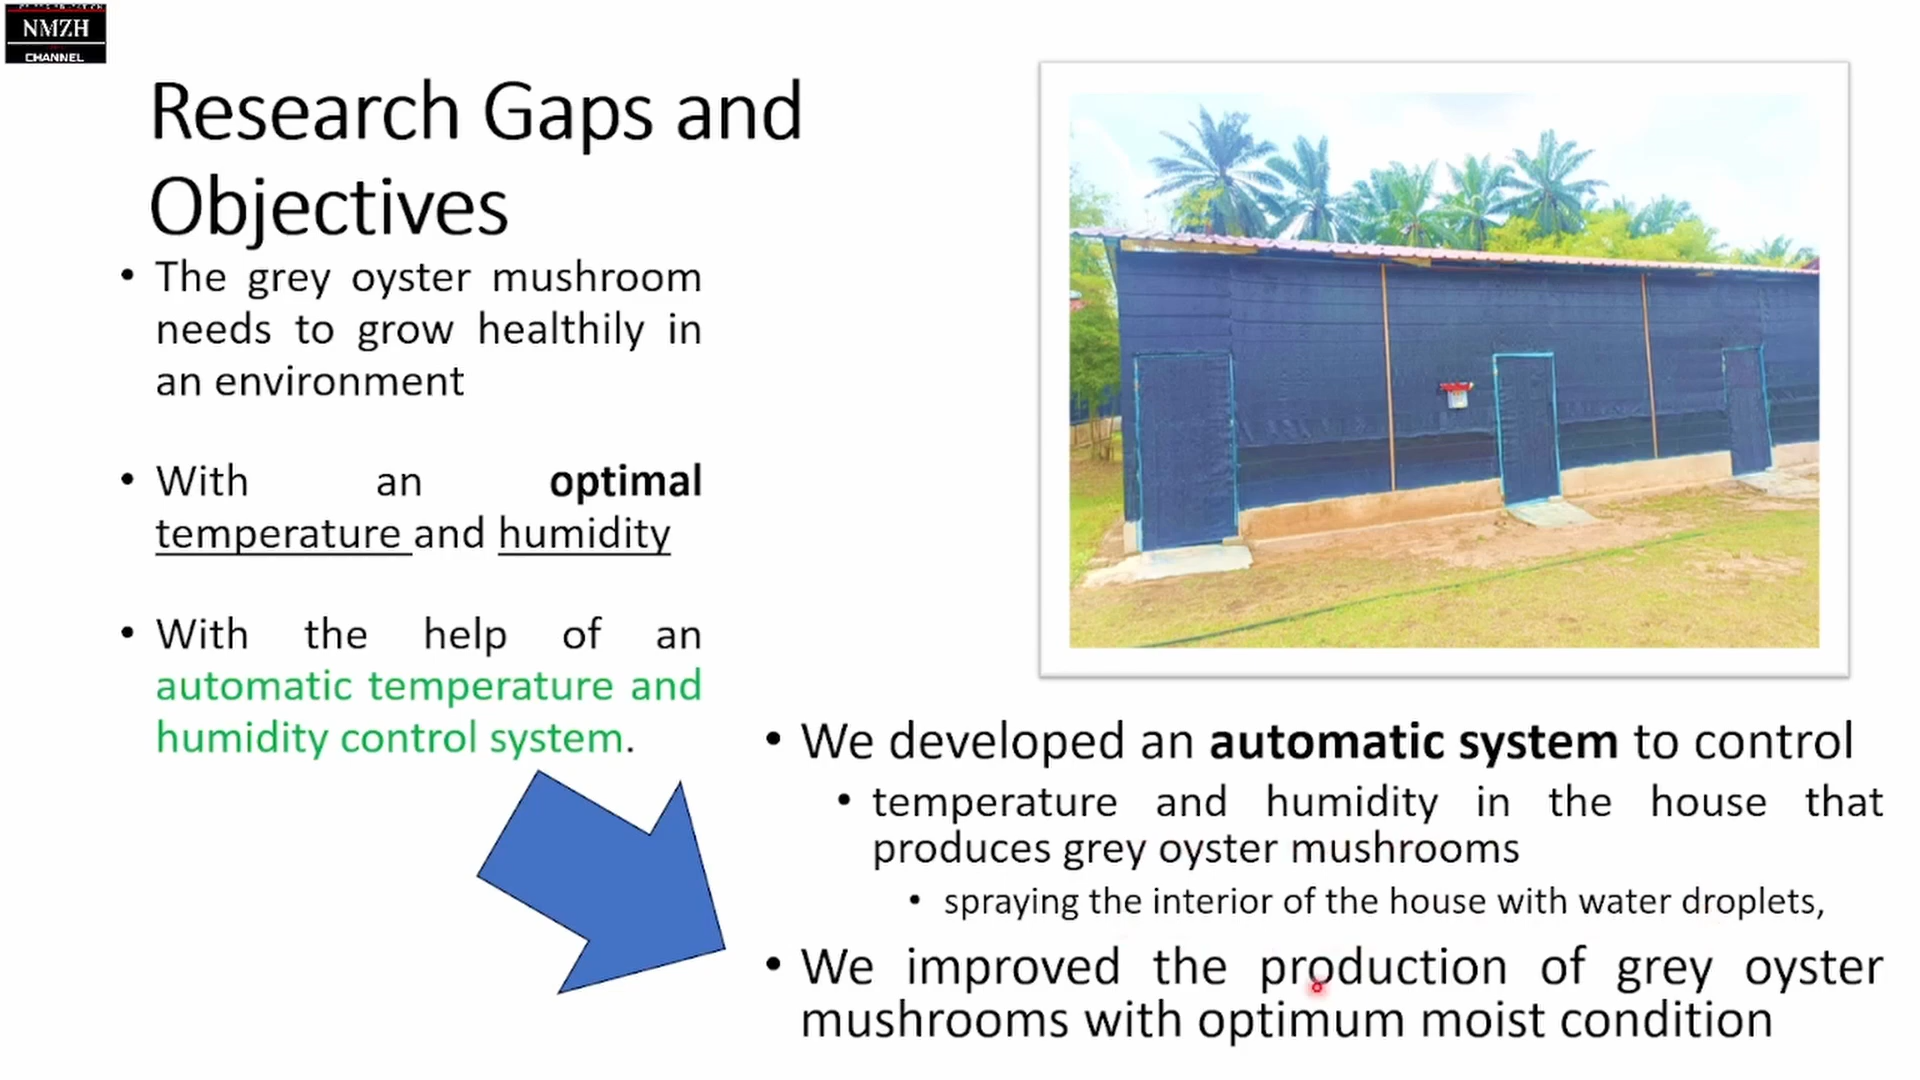 NMZH
CHANNEL
Research Gaps and
Objectives
• The grey oyster mushroom
needs to grow healthily in
an environment
• With an optimal
temperature and humidity
• With the help of an
automatic temperature and
humidity control system.
• We developed an automatic system to control
• temperature and humidity in the house that
produces grey oyster mushrooms
• spraying the interior of the house with water droplets,
• We improved the production of grey oyster
mushrooms with optimum moist condition